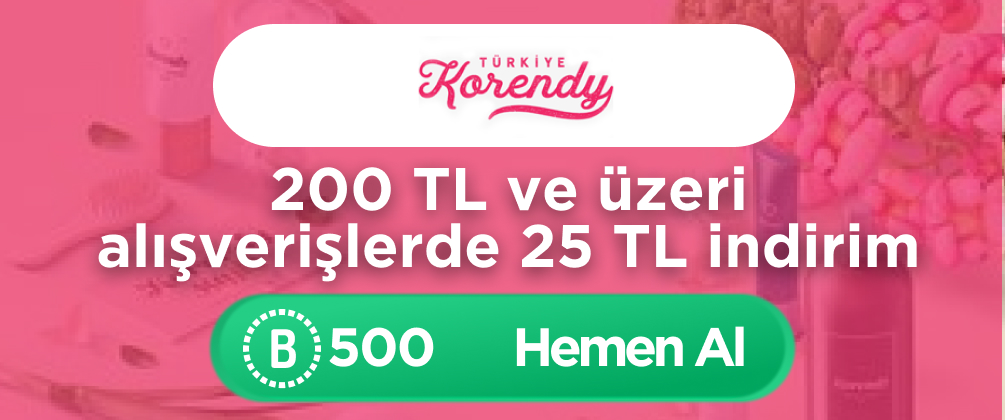 TÜRKİYE
Korendy
200 TL ve üzeri
alışverişlerde 25 TL indirim
B 500 Hemen Al